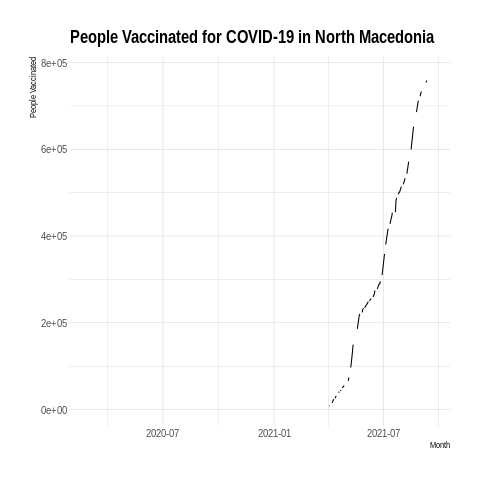 People Vaccinated for COVID-19 in North Macedonia
People Vaccinated
8e+05
6e+05
4e+05
2e+05
0e+00
2020-07 2021-01 2021-07
Month